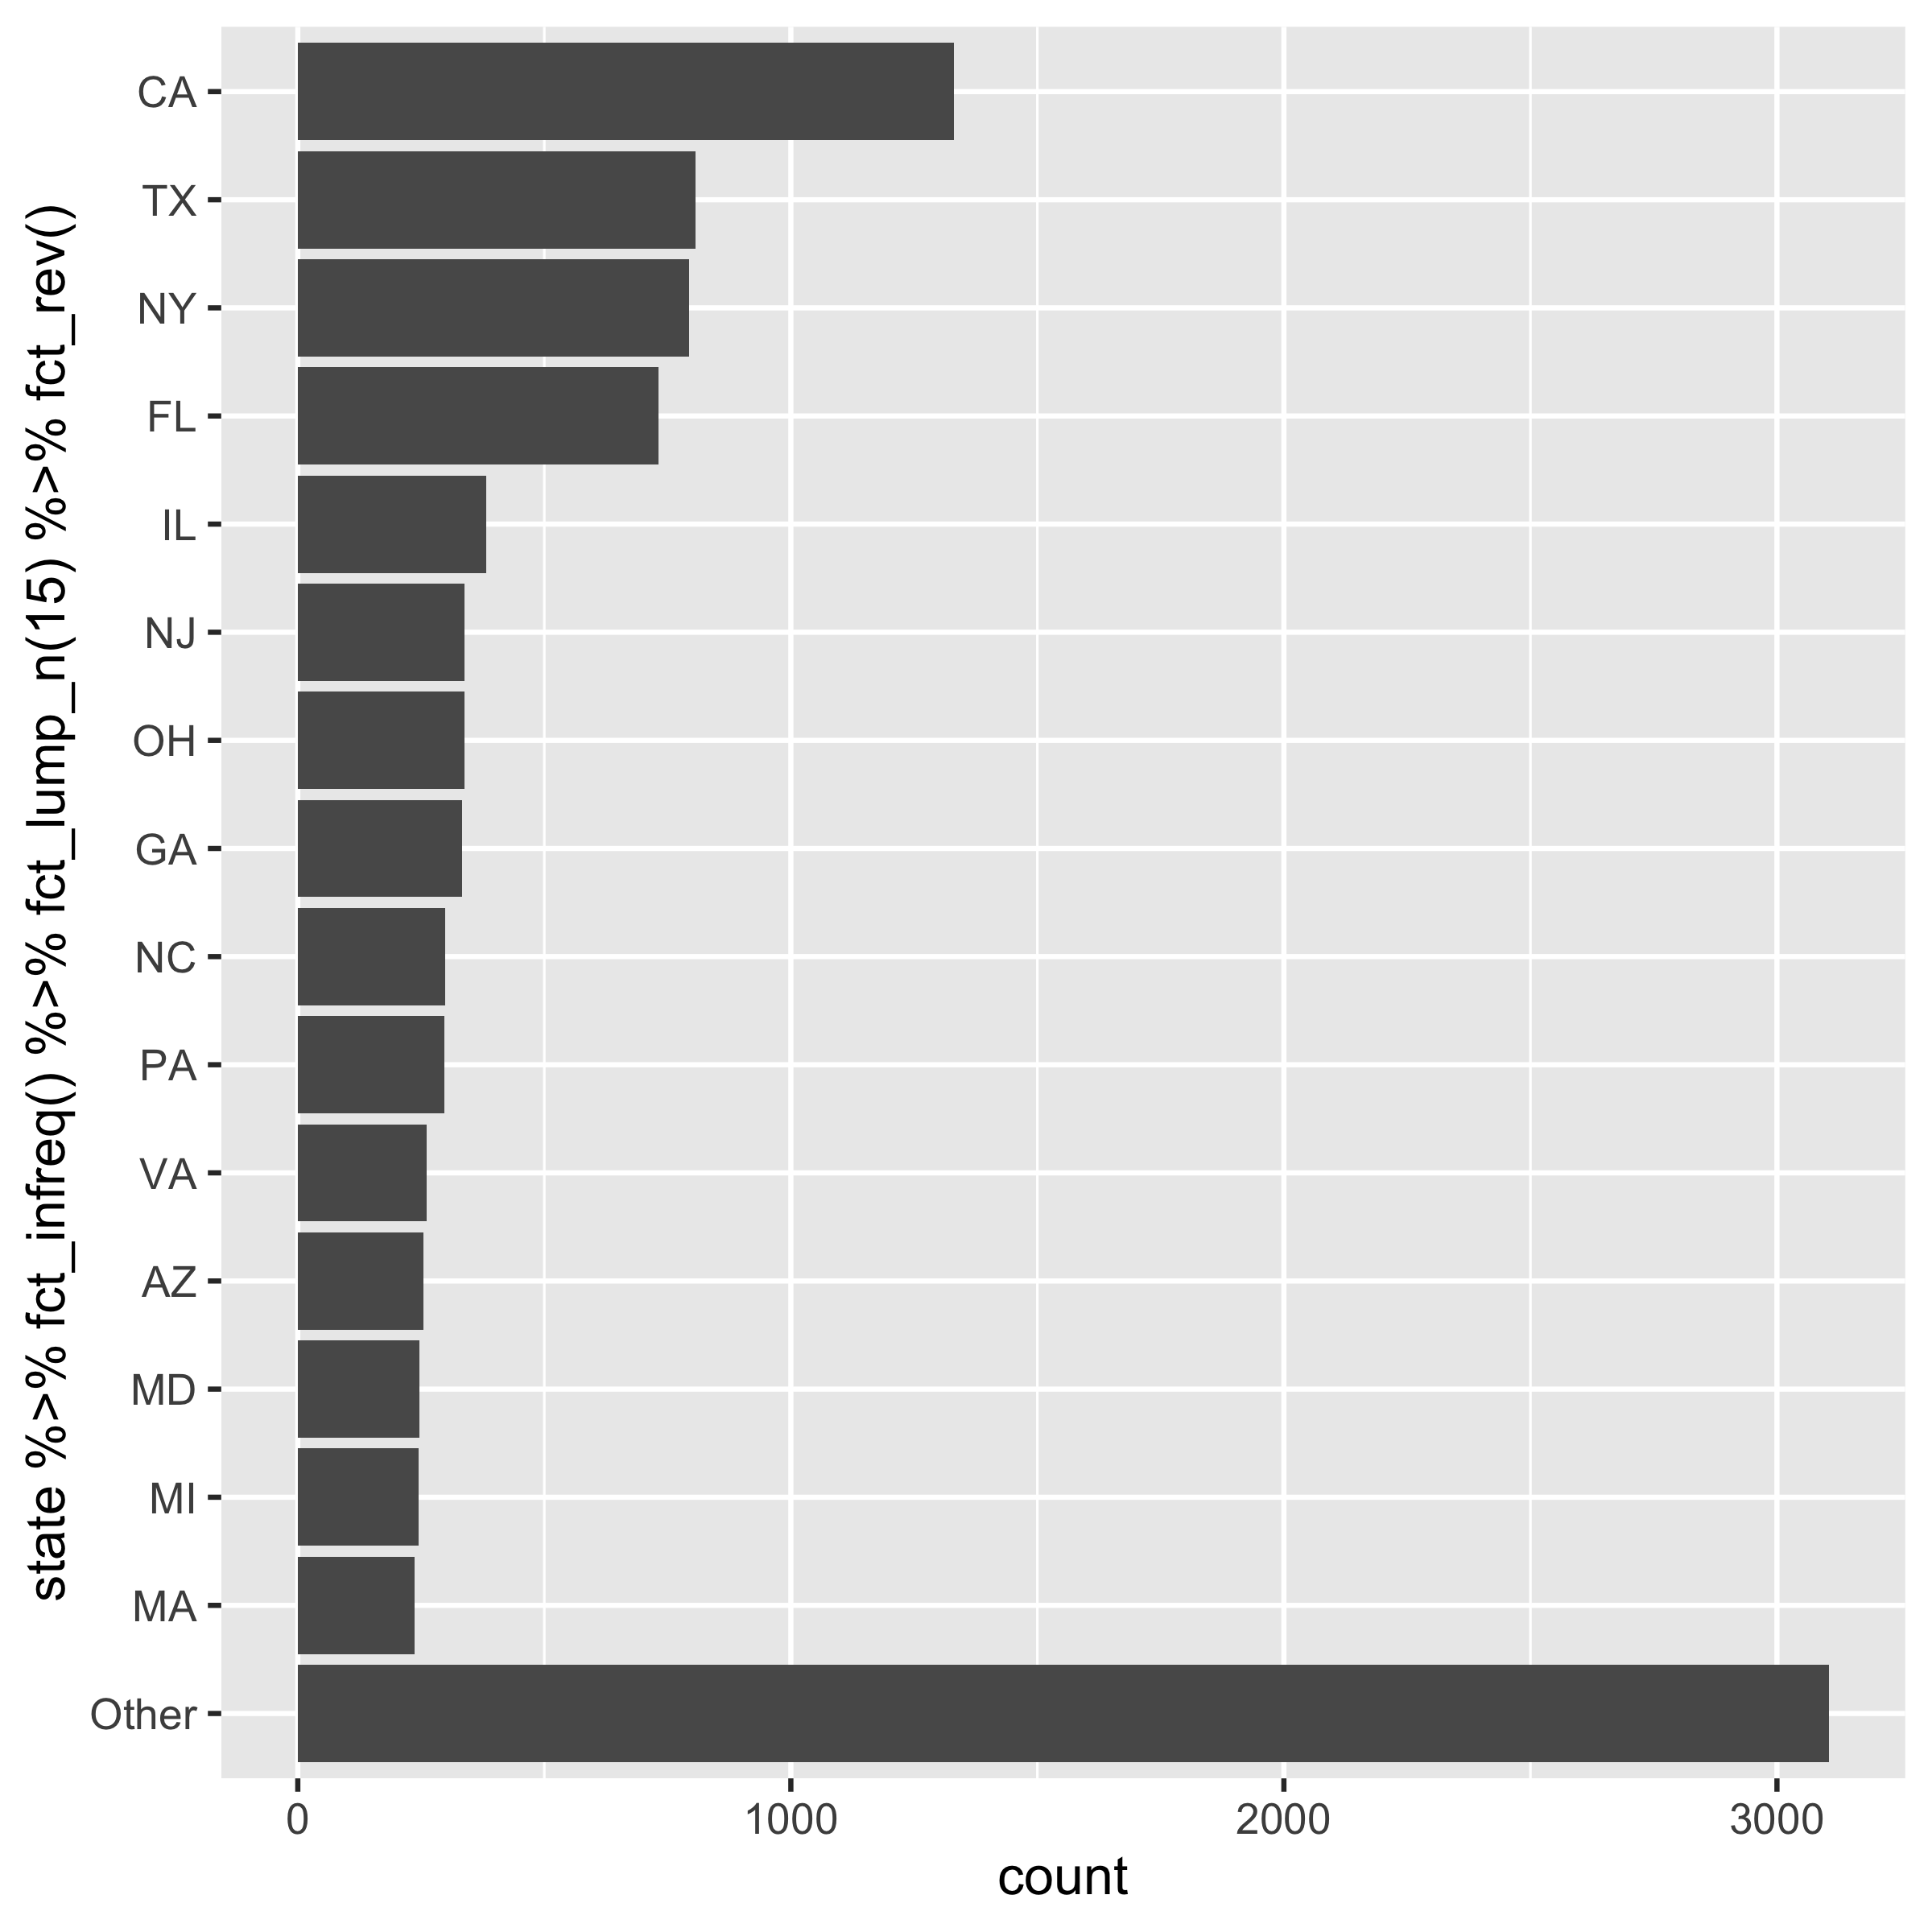 state %>% fct_infreq() %>% fct_lump_n(15) %>% fct_rev()
CA
TX
NY
FL
IL
NJ
OH
GA
NC
PA
VA
AZ
MD
MI
MA
Other
0 1000 2000 3000
count